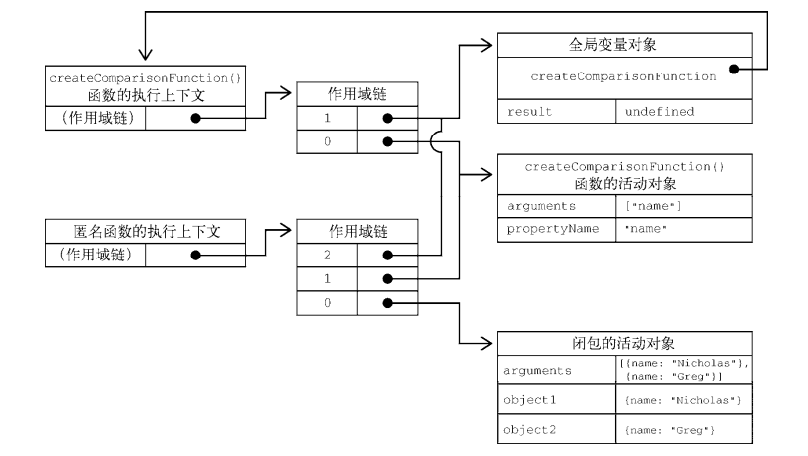 createComparisonFunction()
函数的执行上下文
(作用域链)
作用域链
1
0
全局变量对象
createComparisonFunction
result undefined
createComparisonFunction()
函数的活动对象
arguments ["name"]
propertyName "name"
匿名函数的执行上下文
(作用域链)
作用域链
2
1
0
闭包的活动对象
arguments [{name: "Nicholas"},
{name: "Greg"}]
object1 {name: "Nicholas"}
object2 {name: "Greg"}